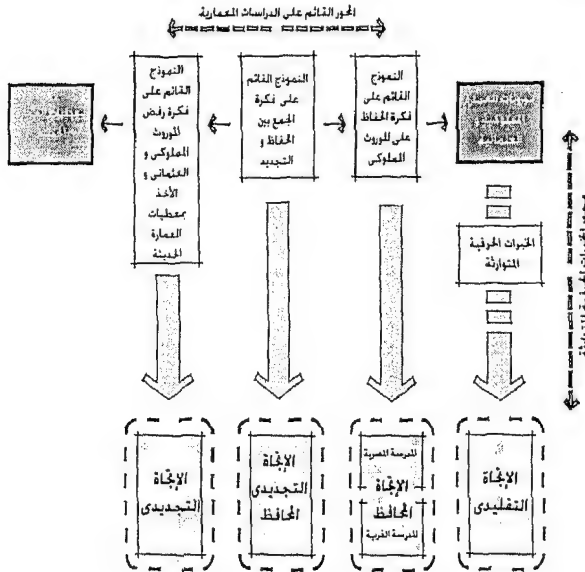 المحور القائم على الدراسات المعمارية
النموذج
القائم على
فكرة الحفاظ
على الموروث
المملوكى
النموذج القائم
على فكرة
الجمع بين
الحفاظ و
التجديد
النموذج
القائم على
فكرة رفض
الموروث
المملوكى و
العثمانى و
الأخذ
بمعطيات
العمارة
الحديثة
الخبرات الحرفية
المتوارثة
الإتجاة
التقليدى
المدرسة المصرية
الإتجاة
المحافظ
المدرسة الغربية
الإتجاة
التجديدى
المحافظ
الإتجاة
التجديدى